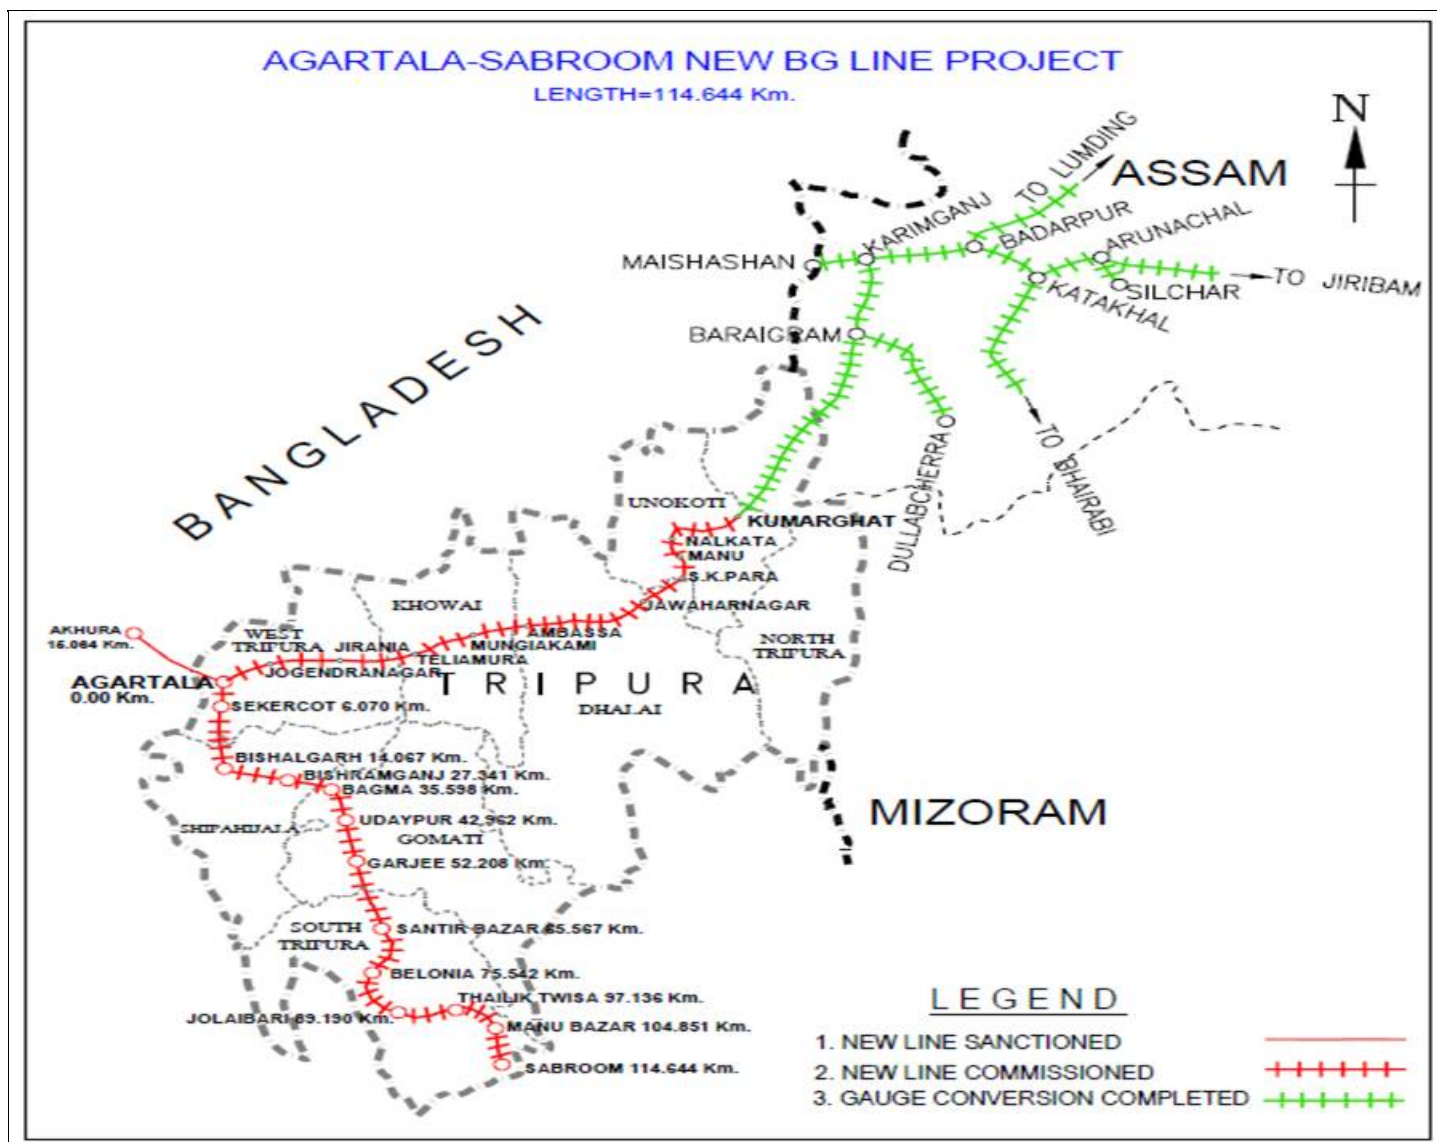 AGARTALA-SABROOM NEW BG LINE PROJECT
LENGTH=114.644 Km.
N
TO LUMDING
ASSAM
KARIMGANJ
BADARPUR
ARUNACHAL
MAISHASHAN
TO JIRIBAM
SILCHAR
KATAKHAL
BARAIGRAM
BANGLADESH
TO BHAIRABI
DULLABCHERRA
UNOKOTI
KUMARGHAT
NALKATA
MANU
S.K.PARA
JAWAHARNAGAR
KHOWAI
AKHURA
15.064 Km.
WEST
TRIPURA
JIRANIA
AMBASSA
MUNGIAKAMI
TELIAMURA
JOGENDRANAGAR
NORTH
TRIPURA
AGARTALA
0.00 Km.
TRIPURA
DHALAI
SEKERCOT 6.070 Km.
BISHALGARH 14.067 Km.
BISHRAMGANJ 27.341 Km.
BAGMA 35.598 Km.
MIZORAM
SHIPAHIJALA
UDAYPUR 42.962 Km.
GOMATI
GARJEE 52.208 Km.
SOUTH
TRIPURA
SANTIR BAZAR 65.567 Km.
BELONIA 75.542 Km.
THAILIK TWISA 97.136 Km.
JOLAIBARI 89.190 Km.
MANU BAZAR 104.851 Km.
SABROOM 114.644 Km.
LEGEND
1. NEW LINE SANCTIONED
2. NEW LINE COMMISSIONED
3. GAUGE CONVERSION COMPLETED